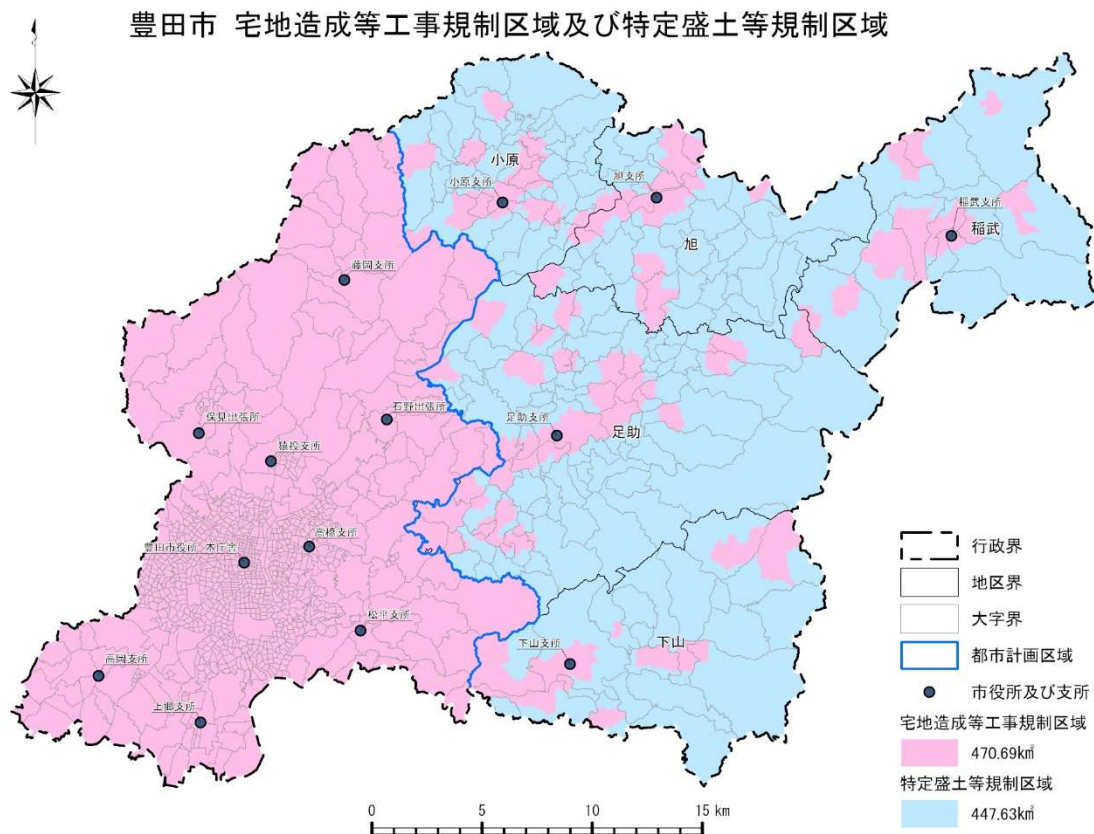 豊田市 宅地造成等工事規制区域及び特定盛土等規制区域
小原
小原支所
旭支所
稲武支所
稲武
旭
藤岡支所
石野出張所
保見出張所
足助支所
足助
猿投支所
高橋支所
豊田市役所 本庁舎
松平支所
下山支所
下山
高岡支所
上郷支所
行政界
地区界
大字界
都市計画区域
市役所及び支所
宅地造成等工事規制区域
470.69k㎡
特定盛土等規制区域
447.63k㎡
0 5 10 15 km